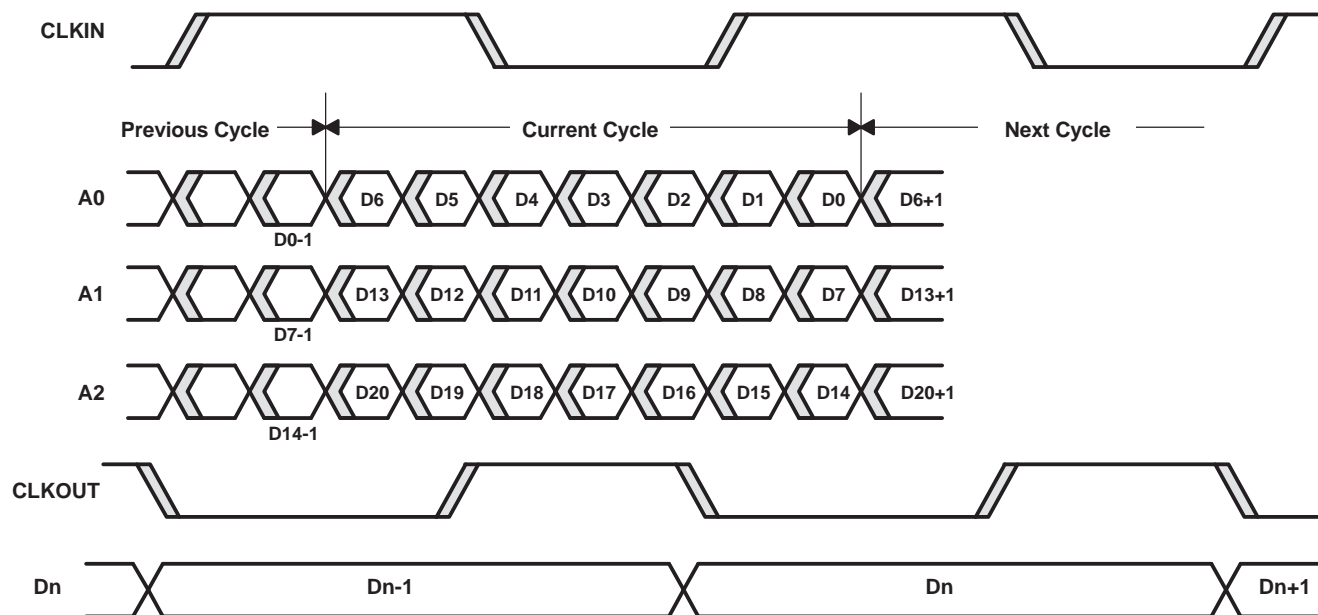 CLKIN
Previous Cycle Current Cycle Next Cycle
A0 D6 D5 D4 D3 D2 D1 D0 D6+1
D0-1
A1 D13 D12 D11 D10 D9 D8 D7 D13+1
D7-1
A2 D20 D19 D18 D17 D16 D15 D14 D20+1
D14-1
CLKOUT
Dn Dn-1 Dn Dn+1